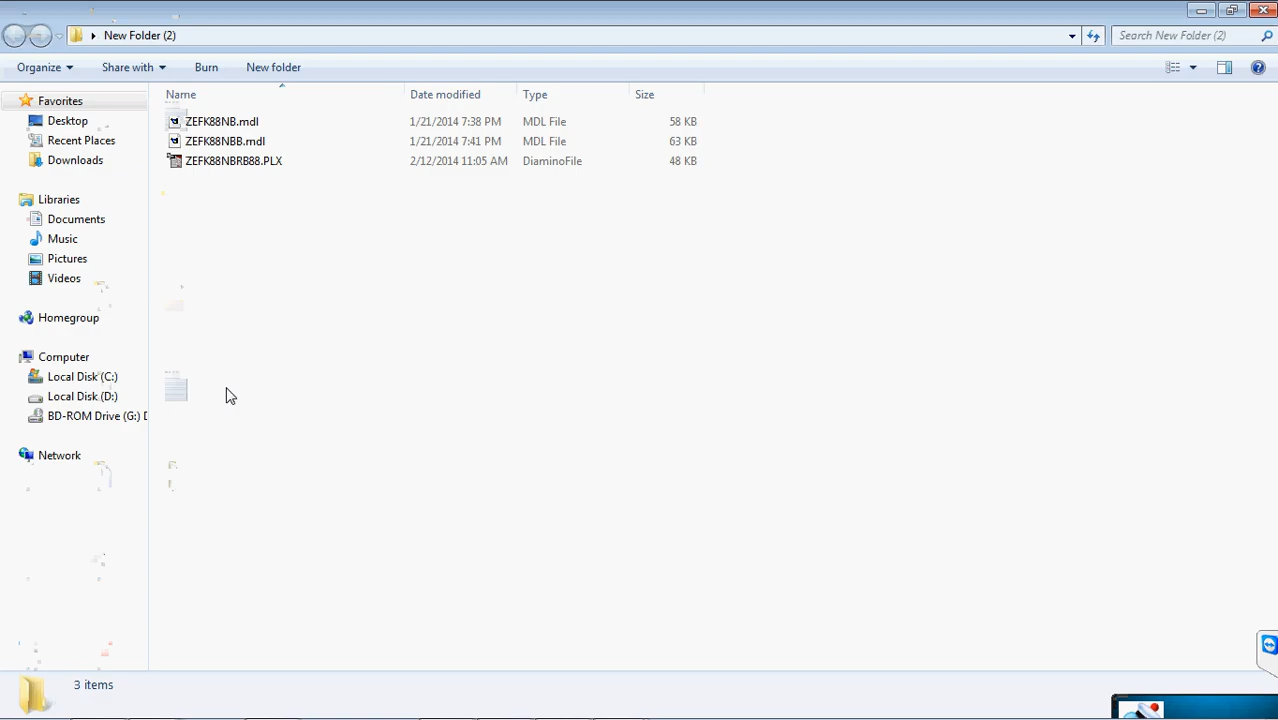 New Folder (2)
Search New Folder (2)
Organize Share with Burn New folder
Name Date modified Type Size
Favorites
Desktop
Recent Places
Downloads
Libraries
Documents
Music
Pictures
Videos
Homegroup
Computer
Local Disk (C:)
Local Disk (D:)
BD-ROM Drive (G:) D
Network
ZEFK88NB.mdl 1/21/2014 7:38 PM MDL File 58 KB
ZEFK88NBB.mdl 1/21/2014 7:41 PM MDL File 63 KB
ZEFK88NBRB88.PLX 2/12/2014 11:05 AM DiaminoFile 48 KB
3 items